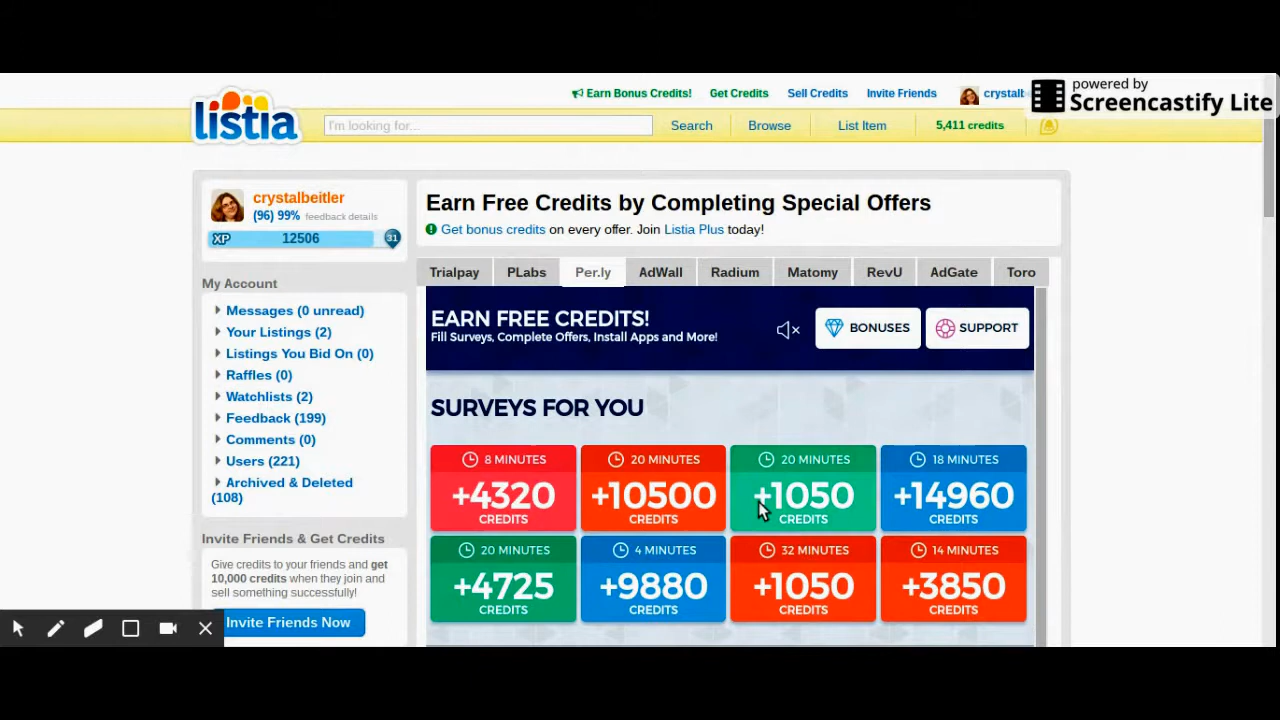 powered by
Screencastify Lite
Earn Bonus Credits! Get Credits Sell Credits Invite Friends crystalt
listia I'm looking for... Search Browse List Item 5,411 credits
crystalbeitler
(96) 99% feedback details
XP 12506 31
My Account
Messages (0 unread)
Your Listings (2)
Listings You Bid On (0)
Raffles (0)
Watchlists (2)
Feedback (199)
Comments (0)
Users (221)
Archived & Deleted
(108)
Invite Friends & Get Credits
Give credits to your friends and get
10,000 credits when they join and
sell something successfully!
Invite Friends Now
Earn Free Credits by Completing Special Offers
Get bonus credits on every offer. Join Listia Plus today!
Trialpay PLabs Per.ly AdWall Radium Matomy RevU AdGate Toro
EARN FREE CREDITS!
Fill Surveys, Complete Offers, Install Apps and More!
BONUSES SUPPORT
SURVEYS FOR YOU
8 MINUTES 20 MINUTES 20 MINUTES 18 MINUTES
+4320 +10500 +1050 +14960
CREDITS CREDITS CREDITS CREDITS
20 MINUTES 4 MINUTES 32 MINUTES 14 MINUTES
+4725 +9880 +1050 +3850
CREDITS CREDITS CREDITS CREDITS